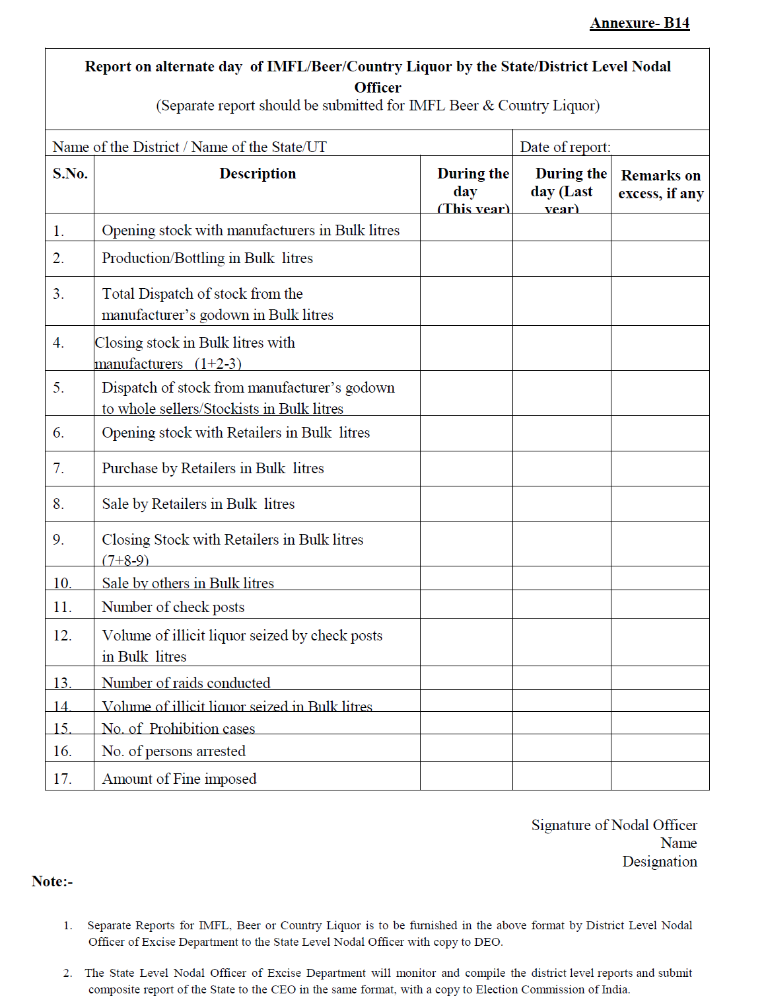 Annexure- B14
Report on alternate day of IMFL/Beer/Country Liquor by the State/District Level Nodal
Officer
(Separate report should be submitted for IMFL Beer & Country Liquor)
Name of the District / Name of the State/UT Date of report:
S.No. Description During the day (This year) During the day (Last year) Remarks on excess, if any
1. Opening stock with manufacturers in Bulk litres
2. Production/Bottling in Bulk litres
3. Total Dispatch of stock from the
manufacturer’s godown in Bulk litres
4. Closing stock in Bulk litres with
manufacturers (1+2-3)
5. Dispatch of stock from manufacturer’s godown
to whole sellers/Stockists in Bulk litres
6. Opening stock with Retailers in Bulk litres
7. Purchase by Retailers in Bulk litres
8. Sale by Retailers in Bulk litres
9. Closing Stock with Retailers in Bulk litres
(7+8-9)
10. Sale by others in Bulk litres
11. Number of check posts
12. Volume of illicit liquor seized by check posts
in Bulk litres
13. Number of raids conducted
14. Volume of illicit liquor seized in Bulk litres
15. No. of Prohibition cases
16. No. of persons arrested
17. Amount of Fine imposed
Signature of Nodal Officer
Name
Designation
Note:-
1. Separate Reports for IMFL, Beer or Country Liquor is to be furnished in the above format by District Level Nodal
Officer of Excise Department to the State Level Nodal Officer with copy to DEO.
2. The State Level Nodal Officer of Excise Department will monitor and compile the district level reports and submit
composite report of the State to the CEO in the same format, with a copy to Election Commission of India.